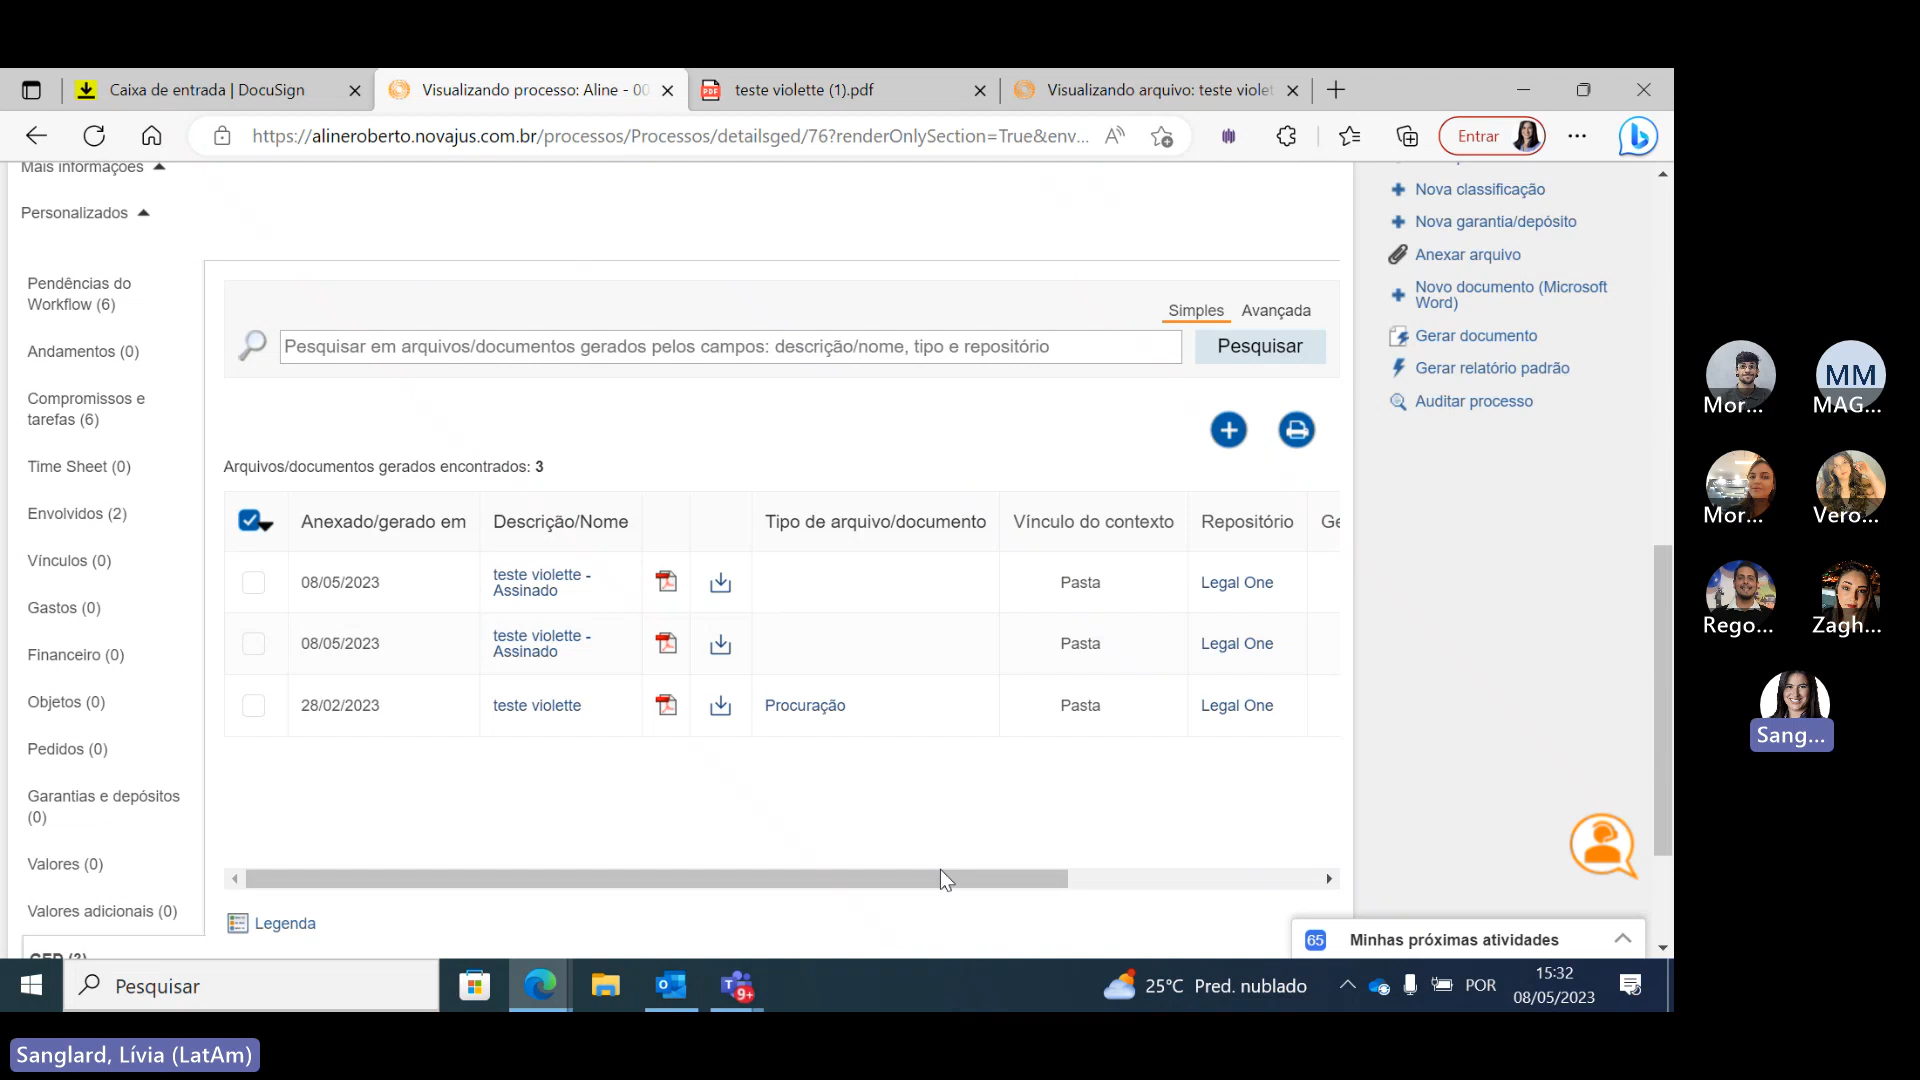 Caixa de entrada | DocuSign
Visualizando processo: Aline - 00
teste violette (1).pdf
Visualizando arquivo: teste violet
https://alineroberto.novajus.com.br/processos/Processos/detailsged/76?renderOnlySection=True&env...
Entrar
Mais informações
Personalizados
Pendências do
Workflow (6)
Andamentos (0)
Compromissos e
tarefas (6)
Time Sheet (0)
Envolvidos (2)
Vínculos (0)
Gastos (0)
Financeiro (0)
Objetos (0)
Pedidos (0)
Garantias e depósitos
(0)
Valores (0)
Valores adicionais (0)
GED (3)
Simples
Avançada
Pesquisar em arquivos/documentos gerados pelos campos: descrição/nome, tipo e repositório
Pesquisar
Arquivos/documentos gerados encontrados: 3
Anexado/gerado em
Descrição/Nome
Tipo de arquivo/documento
Vínculo do contexto
Repositório
Ge
08/05/2023
teste violette -
Assinado
Pasta
Legal One
08/05/2023
teste violette -
Assinado
Pasta
Legal One
28/02/2023
teste violette
Procuração
Pasta
Legal One
Legenda
Nova classificação
Nova garantia/depósito
Anexar arquivo
Novo documento (Microsoft
Word)
Gerar documento
Gerar relatório padrão
Auditar processo
65
Minhas próximas atividades
Pesquisar
9+
25°C Pred. nublado
POR
15:32
08/05/2023
Mor...
MM
MAG...
Mor...
Vero...
Rego...
Zagh...
Sang...
Sanglard, Lívia (LatAm)